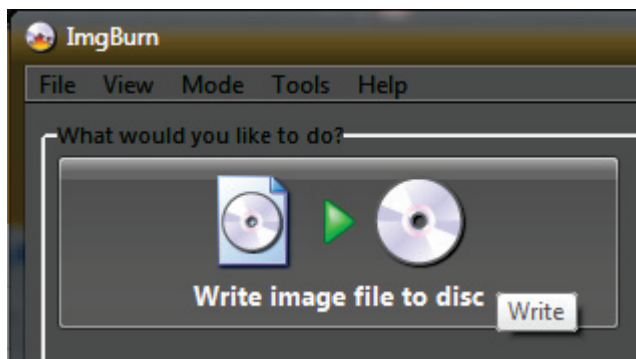 ImgBurn
File View Mode Tools Help
What would you like to do?
Write image file to disc
Write